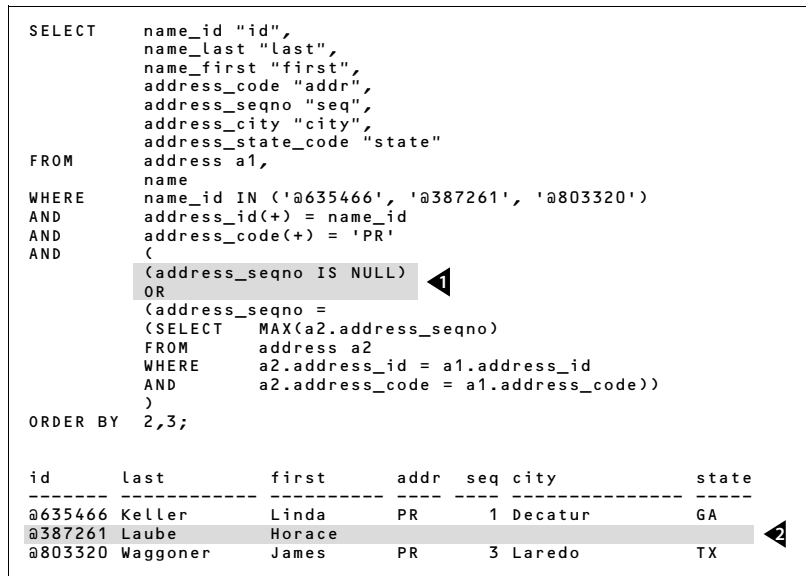 SELECT    name_id "id",
          name_last "last",
          name_first "first",
          address_code "addr",
          address_seqno "seq",
          address_city "city",
          address_state_code "state"
FROM      address a1,
          name
WHERE     name_id IN ('@635466', '@387261', '@803320')
AND       address_id(+) = name_id
AND       address_code(+) = 'PR'
AND       (
          (address_seqno IS NULL) 1
          OR
          (address_seqno =
          (SELECT   MAX(a2.address_seqno)
          FROM      address a2
          WHERE     a2.address_id = a1.address_id
          AND       a2.address_code = a1.address_code))
          )
ORDER BY  2,3;
id      last         first      addr seq  city            state
------- ------------ ---------- ---- ---- --------------- -----
@635466 Keller       Linda      PR      1 Decatur         GA
@387261 Laube        Horace 2
@803320 Waggoner     James      PR      3 Laredo          TX